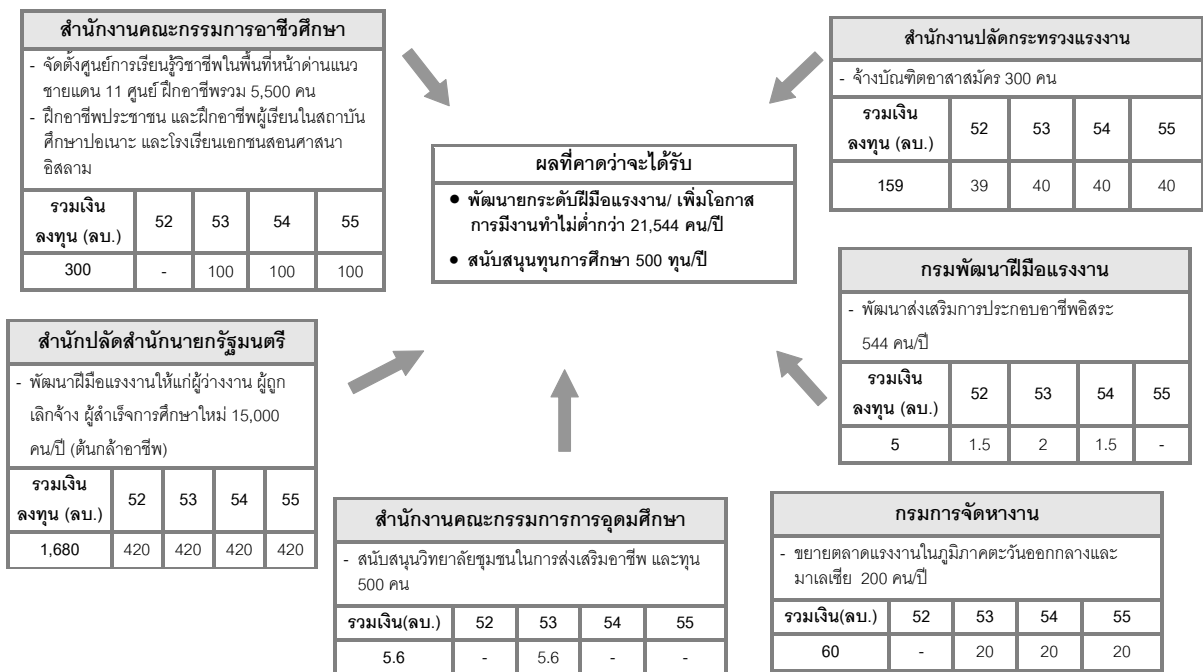 สำนักงานคณะกรรมการอาชีวศึกษา
- จัดตั้งศูนย์การเรียนรู้วิชาชีพในพื้นที่หน้าด่านแนว
ชายแดน 11 ศูนย์ ฝึกอาชีพรวม 5,500 คน
- ฝึกอาชีพประชาชน และฝึกอาชีพผู้เรียนในสถาบัน
ศึกษาปอเนาะ และโรงเรียนเอกชนสอนศาสนา
อิสลาม
รวมเงิน
ลงทุน (ลบ.) 52 53 54 55
300 - 100 100 100
สำนักงานปลัดกระทรวงแรงงาน
- จ้างบัณฑิตอาสาสมัคร 300 คน
รวมเงิน
ลงทุน (ลบ.) 52 53 54 55
159 39 40 40 40
ผลที่คาดว่าจะได้รับ
● พัฒนายกระดับฝีมือแรงงาน/ เพิ่มโอกาส
การมีงานทำไม่ต่ำกว่า 21,544 คน/ปี
● สนับสนุนทุนการศึกษา 500 ทุน/ปี
กรมพัฒนาฝีมือแรงงาน
- พัฒนาส่งเสริมการประกอบอาชีพอิสระ
544 คน/ปี
รวมเงิน
ลงทุน (ลบ.) 52 53 54 55
5 1.5 2 1.5 -
สำนักปลัดสำนักนายกรัฐมนตรี
- พัฒนาฝีมือแรงงานให้แก่ผู้ว่างงาน ผู้ถูก
เลิกจ้าง ผู้สำเร็จการศึกษาใหม่ 15,000
คน/ปี (ต้นกล้าอาชีพ)
รวมเงิน
ลงทุน (ลบ.) 52 53 54 55
1,680 420 420 420 420
สำนักงานคณะกรรมการการอุดมศึกษา
- สนับสนุนวิทยาลัยชุมชนในการส่งเสริมอาชีพ และทุน
500 คน
รวมเงิน(ลบ.) 52 53 54 55
5.6 - 5.6 - -
กรมการจัดหางาน
- ขยายตลาดแรงงานในภูมิภาคตะวันออกกลางและ
มาเลเซีย 200 คน/ปี
รวมเงิน(ลบ.) 52 53 54 55
60 - 20 20 20